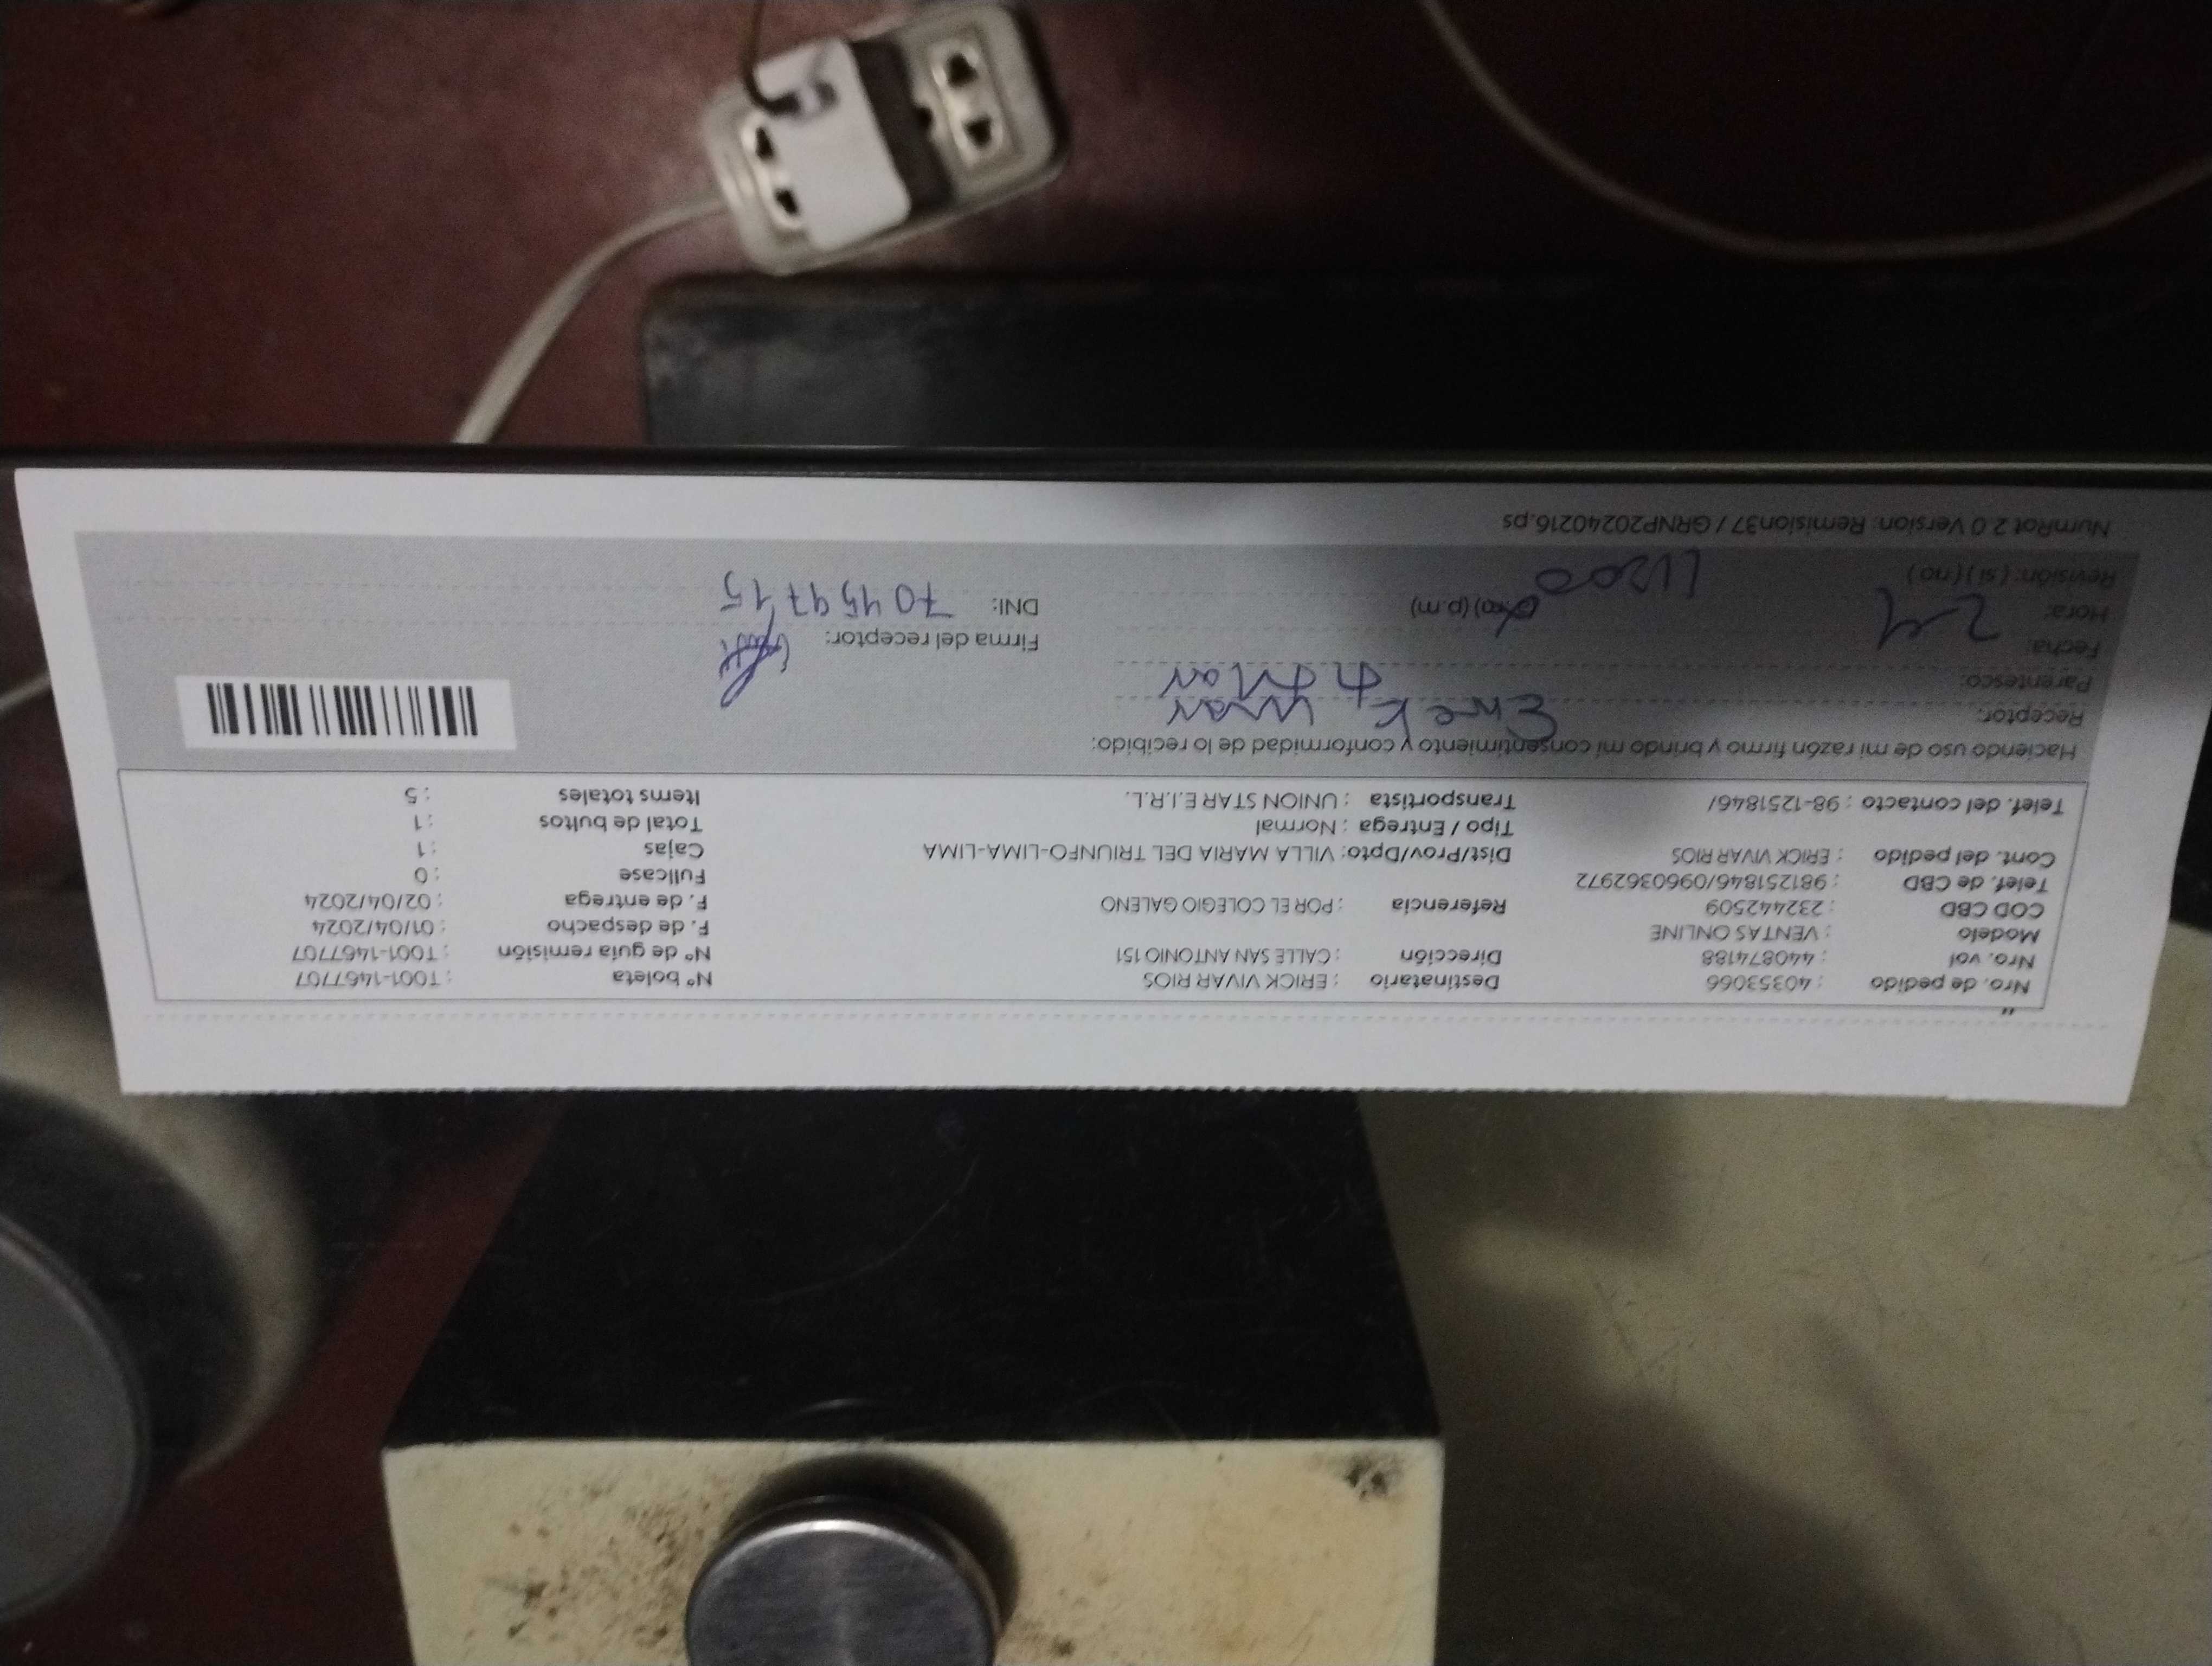 "
Nro. de pedido : 40353066 Destinatario : ERICK VIVAR RIOS Nº boleta : T001-1467707
Nro. vol : 440874188 Dirección : CALLE SAN ANTONIO 151 Nº de guía remisión : T001-1467707
Modelo : VENTAS ONLINE F. de despacho : 01/04/2024
COD CBD : 232442509 Referencia : POR EL COLEGIO GALENO F. de entrega : 02/04/2024
Telef. de CBD : 981251846/0960362972 Fullcase : 0
Cont. del pedido : ERICK VIVAR RIOS Dist/Prov/Dpto: VILLA MARIA DEL TRIUNFO-LIMA-LIMA Cajas : 1
Tipo / Entrega : Normal Total de bultos : 1
Telef. del contacto : 98-1251846/ Transportista : UNION STAR E.I.R.L. Items totales : 5
Haciendo uso de mi razón firmo y brindo mi consentimiento y conformidad de lo recibido:
Receptor: Erick Vivar
Parentesco:
Fecha: Firma del receptor:
Hora: (p.m) DNI: 70459715
Revisión: (si) (no)
NumRot 2.0 Version: Remision37 / GRNP20240216.ps